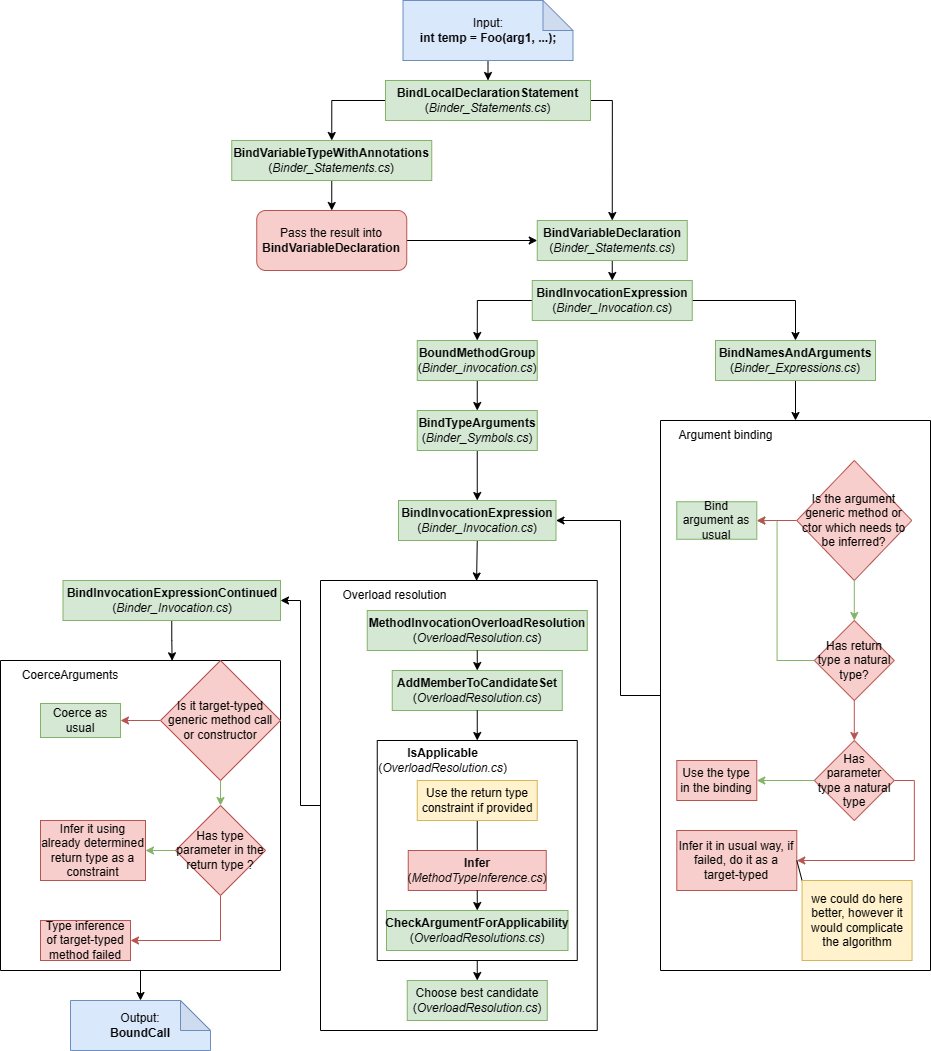 Input:
int temp = Foo(arg1, ...);
BindLocalDeclarationStatement
(Binder_Statements.cs)
BindVariableTypeWithAnnotations
(Binder_Statements.cs)
Pass the result into
BindVariableDeclaration
BindVariableDeclaration
(Binder_Statements.cs)
BindInvocationExpression
(Binder_Invocation.cs)
BoundMethodGroup
(Binder_invocation.cs)
BindNamesAndArguments
(Binder_Expressions.cs)
BindTypeArguments
(Binder_Symbols.cs)
Argument binding
Is the argument
generic method or
ctor which needs to
be inferred?
Bind
argument as
usual
Has return
type a natural
type?
Has
parameter
type a natural
type
Use the type
in the binding
Infer it in usual way, if
failed, do it as a
target-typed
we could do here
better, however it
would complicate
the algorithm
BindInvocationExpression
(Binder_Invocation.cs)
Overload resolution
MethodInvocationOverloadResolution
(OverloadResolution.cs)
AddMemberToCandidateSet
(OverloadResolution.cs)
IsApplicable
(OverloadResolution.cs)
Use the return type
constraint if provided
Infer
(MethodTypeInference.cs)
CheckArgumentForApplicability
(OverloadResolutions.cs)
Choose best candidate
(OverloadResolution.cs)
BindInvocationExpressionContinued
(Binder_Invocation.cs)
CoerceArguments
Is it target-typed
generic method call
or constructor
Coerce as
usual
Has type
parameter in the
return type ?
Infer it using
already determined
return type as a
constraint
Type inference
of target-typed
method failed
Output:
BoundCall